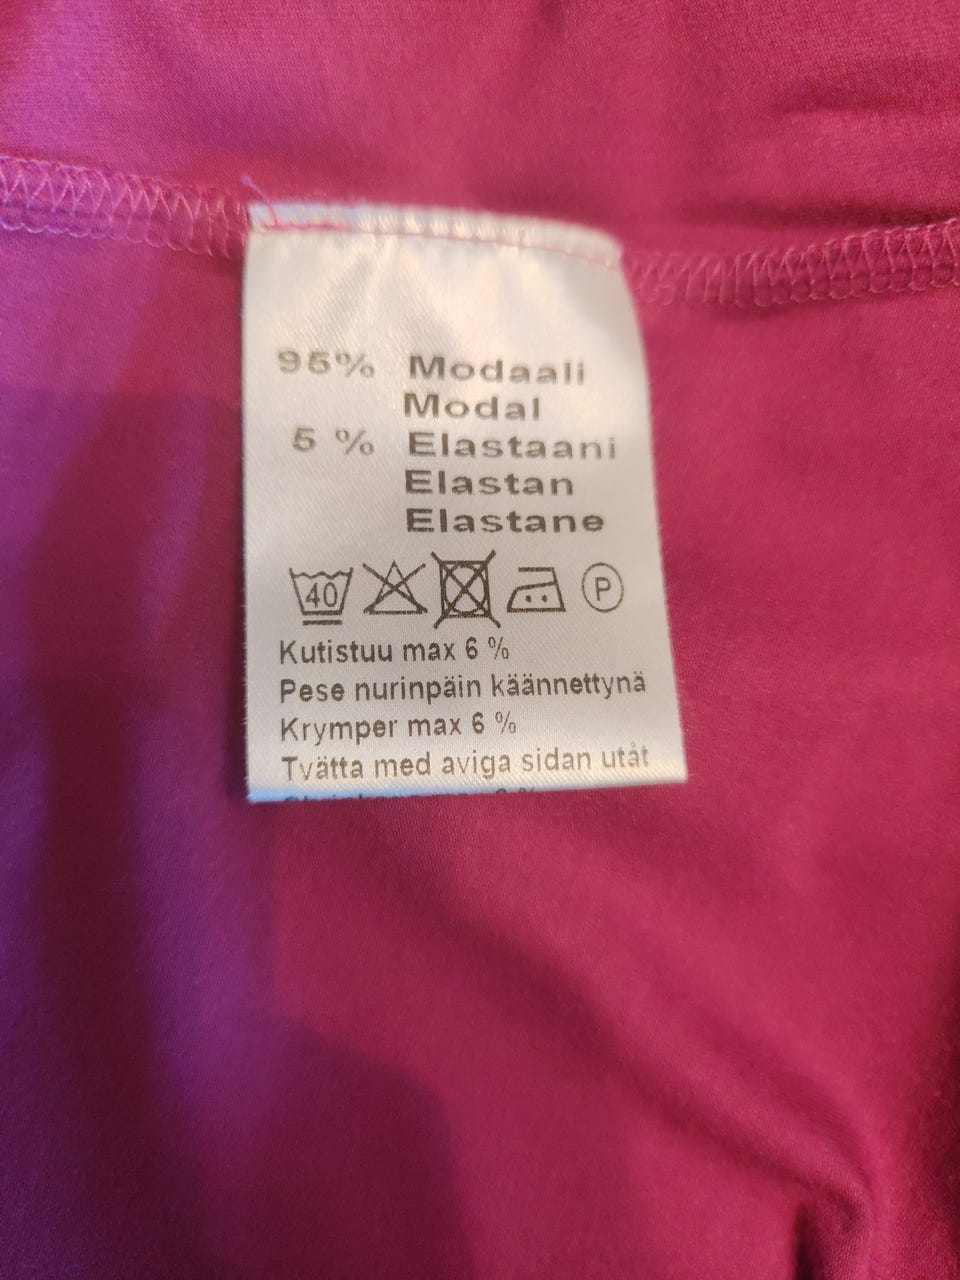 95% Modaali
Modal
5 % Elastaani
Elastan
Elastane
40 P
Kutistuu max 6 %
Pese nurinpäin käännettynä
Krymper max 6 %
Tvätta med aviga sidan utåt